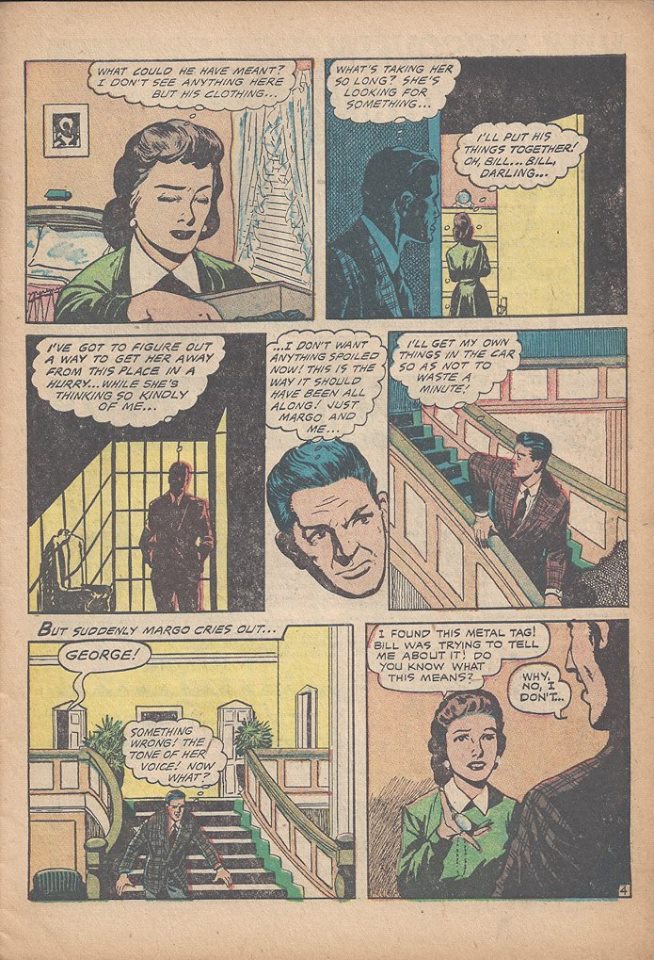 WHAT COULD HE HAVE MEANT?
I DON'T SEE ANYTHING HERE
BUT HIS CLOTHING...
WHAT'S TAKING HER
SO LONG? SHE'S
LOOKING FOR
SOMETHING...
I'LL PUT HIS
THINGS TOGETHER!
OH, BILL... BILL,
DARLING...
I'VE GOT TO FIGURE OUT
A WAY TO GET HER AWAY
FROM THIS PLACE IN A
HURRY... WHILE SHE'S
THINKING SO KINDLY
OF ME...
...I DON'T WANT
ANYTHING SPOILED
NOW! THIS IS THE
WAY IT SHOULD
HAVE BEEN ALL
ALONG! JUST
MARGO AND
ME...
I'LL GET MY OWN
THINGS IN THE CAR
SO AS NOT TO
WASTE A
MINUTE!
BUT SUDDENLY MARGO CRIES OUT...
GEORGE!
SOMETHING
WRONG! THE
TONE OF HER
VOICE! NOW
WHAT?
I FOUND THIS METAL TAG!
BILL WAS TRYING TO TELL
ME ABOUT IT! DO
YOU KNOW WHAT
THIS MEANS?
WHY,
NO, I
DON'T...
4